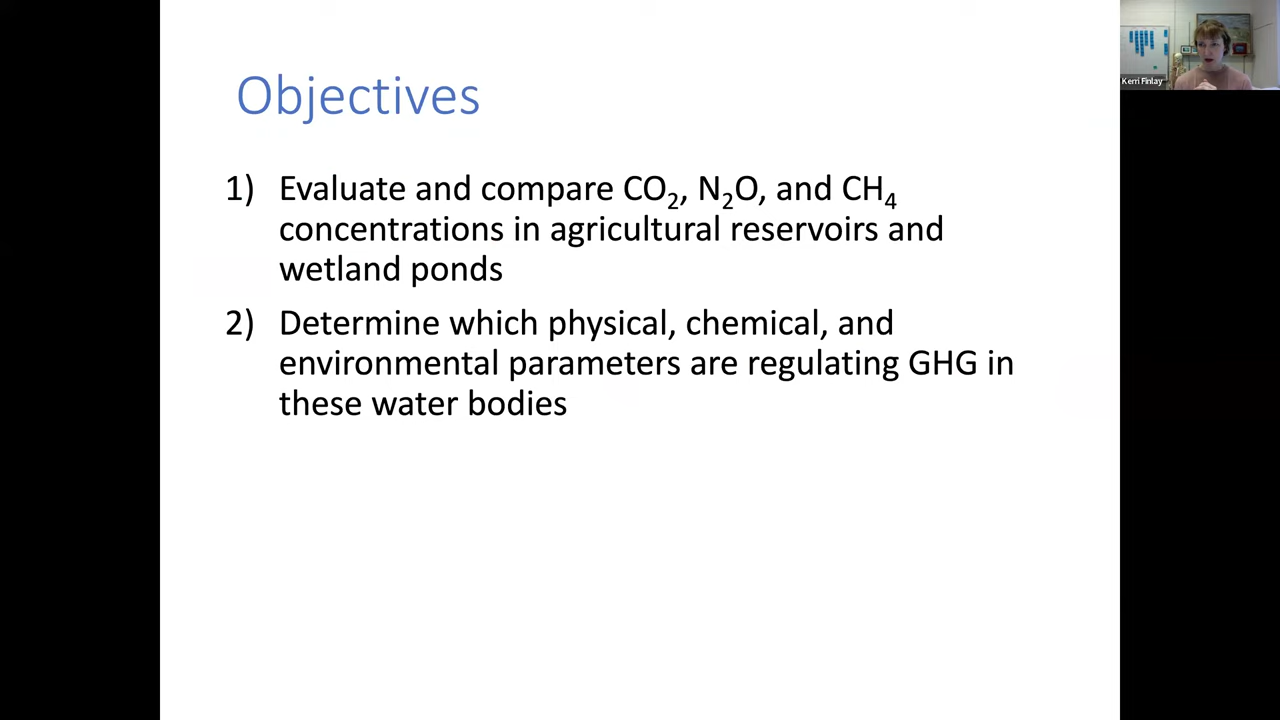 Objectives
1) Evaluate and compare CO₂, N₂O, and CH₄
concentrations in agricultural reservoirs and
wetland ponds
2) Determine which physical, chemical, and
environmental parameters are regulating GHG in
these water bodies
Kerri Finlay